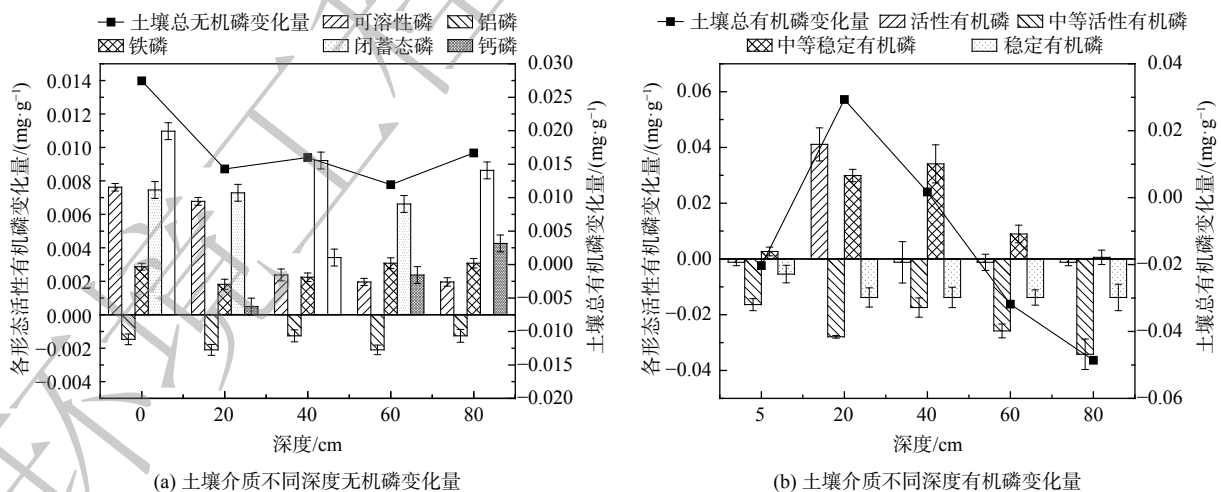 土壤总无机磷变化量 可溶性磷 铝磷
铁磷 闭蓄态磷 钙磷
各形态活性有机磷变化量/(mg·g⁻¹)
0.014
0.012
0.010
0.008
0.006
0.004
0.002
0.000
−0.002
−0.004
0.030
0.025
0.020
0.015
0.010
0.005
0.000
−0.005
−0.010
−0.015
−0.020
土壤总有机磷变化量/(mg·g⁻¹)
0 20 40 60 80
深度/cm
(a) 土壤介质不同深度无机磷变化量
土壤总有机磷变化量 活性有机磷 中等活性有机磷
中等稳定有机磷 稳定有机磷
各形态活性有机磷变化量/(mg·g⁻¹)
0.06
0.04
0.02
0.00
−0.02
−0.04
0.04
0.02
0.00
−0.02
−0.04
−0.06
土壤总有机磷变化量/(mg·g⁻¹)
5 20 40 60 80
深度/cm
(b) 土壤介质不同深度有机磷变化量
环境工程